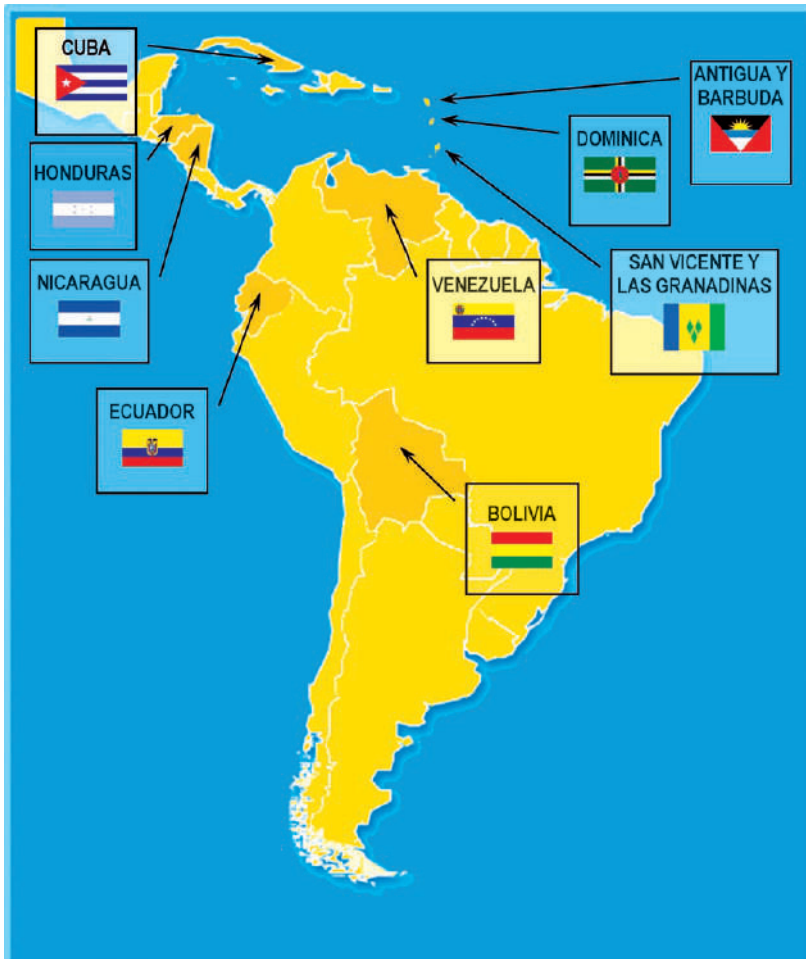 CUBA
ANTIGUA Y
BARBUDA
DOMINICA
HONDURAS
NICARAGUA
VENEZUELA
SAN VICENTE Y
LAS GRANADINAS
ECUADOR
BOLIVIA